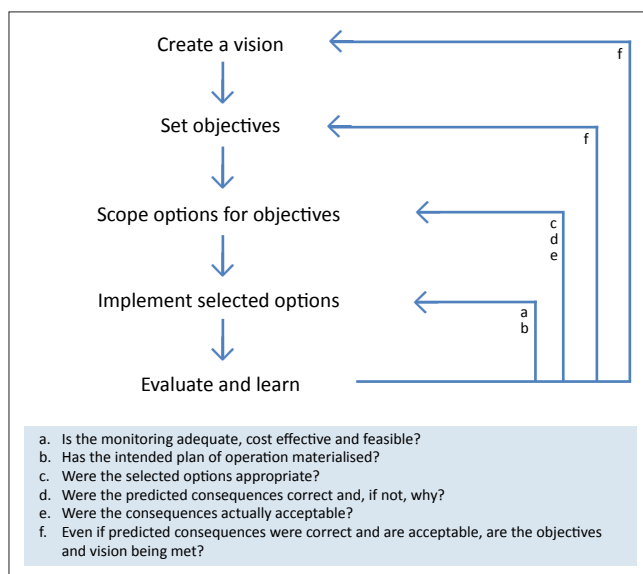 Create a vision
f
Set objectives
f
Scope options for objectives
c
d
e
Implement selected options
a
b
Evaluate and learn
a. Is the monitoring adequate, cost effective and feasible?
b. Has the intended plan of operation materialised?
c. Were the selected options appropriate?
d. Were the predicted consequences correct and, if not, why?
e. Were the consequences actually acceptable?
f. Even if predicted consequences were correct and are acceptable, are the objectives
and vision being met?